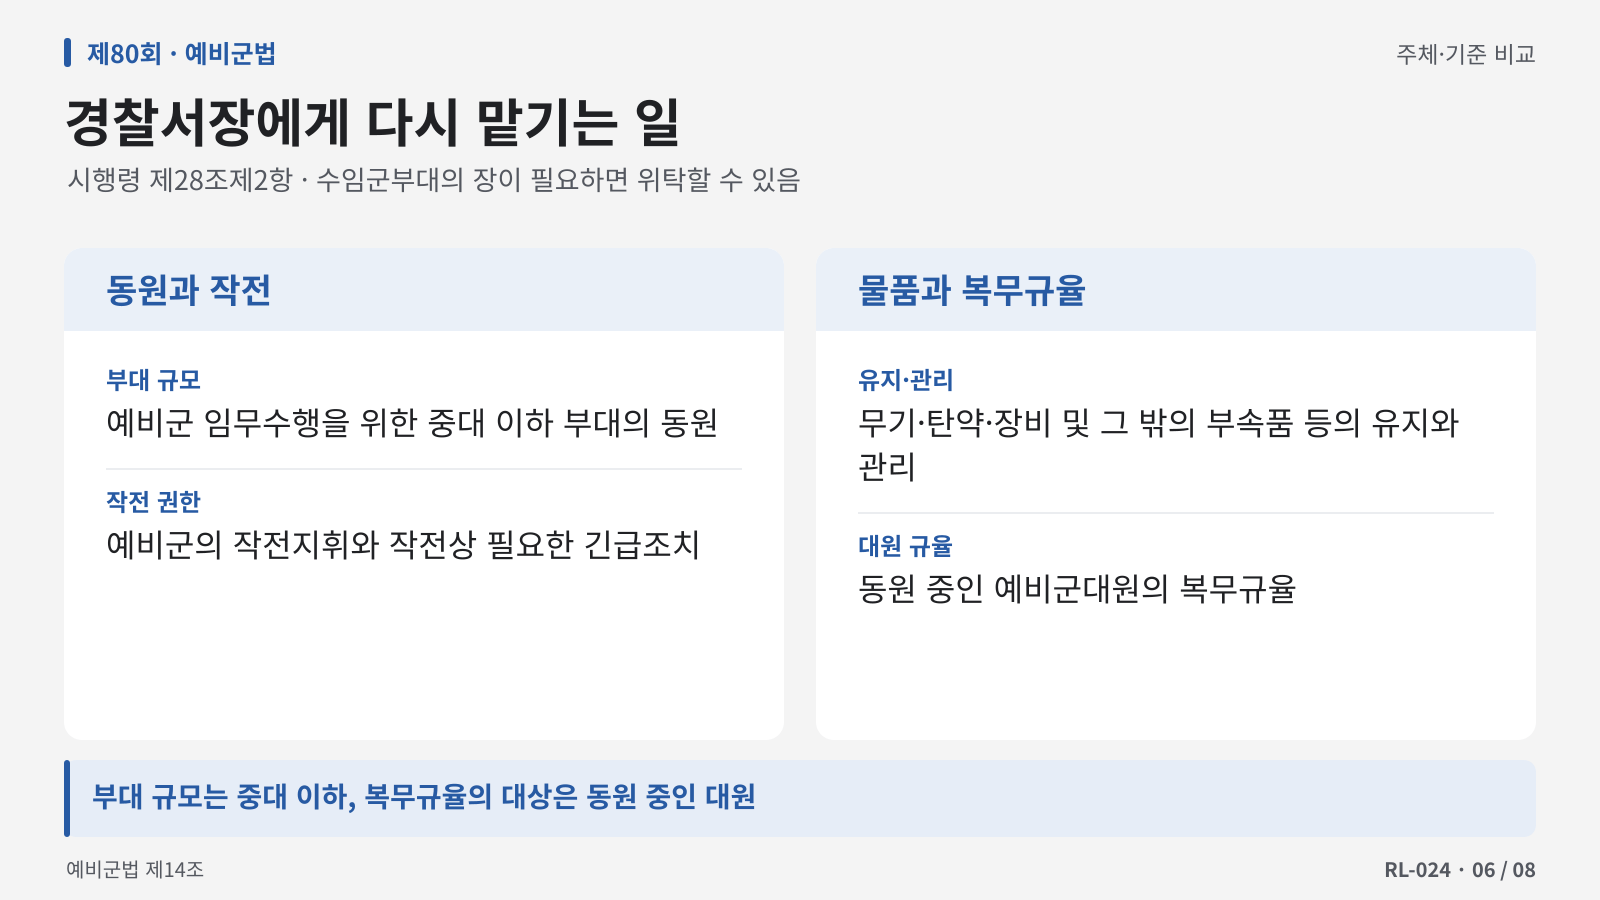 제80회 · 예비군법
주체·기준 비교
경찰서장에게 다시 맡기는 일
시행령 제28조제2항 · 수임군부대의 장이 필요하면 위탁할 수 있음
동원과 작전
부대 규모
예비군 임무수행을 위한 중대 이하 부대의 동원
작전 권한
예비군의 작전지휘와 작전상 필요한 긴급조치
물품과 복무규율
유지·관리
무기·탄약·장비 및 그 밖의 부속품 등의 유지와
관리
대원 규율
동원 중인 예비군대원의 복무규율
부대 규모는 중대 이하, 복무규율의 대상은 동원 중인 대원
예비군법 제14조
RL-024 · 06 / 08